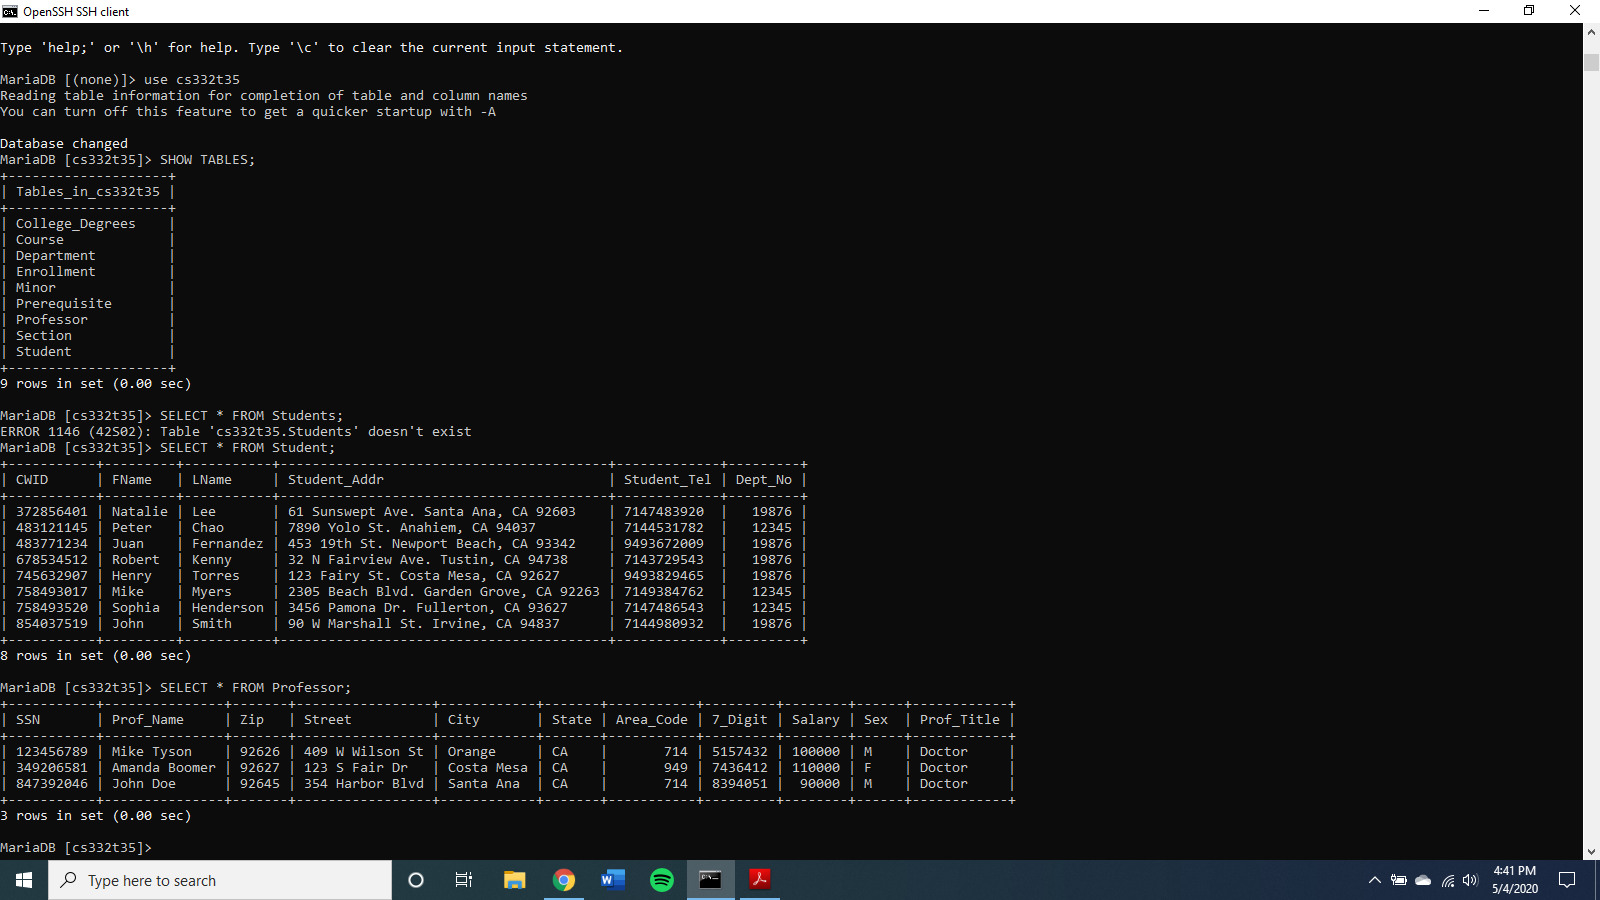 OpenSSH SSH client
Type 'help;' or '\h' for help. Type '\c' to clear the current input statement.
MariaDB [(none)]> use cs332t35
Reading table information for completion of table and column names
You can turn off this feature to get a quicker startup with -A
Database changed
MariaDB [cs332t35]> SHOW TABLES;
+--------------------+
| Tables_in_cs332t35 |
+--------------------+
| College_Degrees    |
| Course             |
| Department         |
| Enrollment         |
| Minor              |
| Prerequisite       |
| Professor          |
| Section            |
| Student            |
+--------------------+
9 rows in set (0.00 sec)
MariaDB [cs332t35]> SELECT * FROM Students;
ERROR 1146 (42S02): Table 'cs332t35.Students' doesn't exist
MariaDB [cs332t35]> SELECT * FROM Student;
+-----------+---------+-----------+-----------------------------------------+-------------+---------+
| CWID      | FName   | LName     | Student_Addr                            | Student_Tel | Dept_No |
+-----------+---------+-----------+-----------------------------------------+-------------+---------+
| 372856401 | Natalie | Lee       | 61 Sunswept Ave. Santa Ana, CA 92603    | 7147483920  |   19876 |
| 483121145 | Peter   | Chao      | 7890 Yolo St. Anahiem, CA 94037         | 7144531782  |   12345 |
| 483771234 | Juan    | Fernandez | 453 19th St. Newport Beach, CA 93342    | 9493672009  |   19876 |
| 678534512 | Robert  | Kenny     | 32 N Fairview Ave. Tustin, CA 94738     | 7143729543  |   19876 |
| 745632907 | Henry   | Torres    | 123 Fairy St. Costa Mesa, CA 92627      | 9493829465  |   19876 |
| 758493017 | Mike    | Myers     | 2305 Beach Blvd. Garden Grove, CA 92263 | 7149384762  |   12345 |
| 758493520 | Sophia  | Henderson | 3456 Pamona Dr. Fullerton, CA 93627     | 7147486543  |   12345 |
| 854037519 | John    | Smith     | 90 W Marshall St. Irvine, CA 94837      | 7144980932  |   19876 |
+-----------+---------+-----------+-----------------------------------------+-------------+---------+
8 rows in set (0.00 sec)
MariaDB [cs332t35]> SELECT * FROM Professor;
+-----------+---------------+-------+-----------------+------------+-------+-----------+---------+--------+------+------------+
| SSN       | Prof_Name     | Zip   | Street          | City       | State | Area_Code | 7_Digit | Salary | Sex  | Prof_Title |
+-----------+---------------+-------+-----------------+------------+-------+-----------+---------+--------+------+------------+
| 123456789 | Mike Tyson    | 92626 | 409 W Wilson St | Orange     | CA    |       714 | 5157432 | 100000 | M    | Doctor     |
| 349206581 | Amanda Boomer | 92627 | 123 S Fair Dr   | Costa Mesa | CA    |       949 | 7436412 | 110000 | F    | Doctor     |
| 847392046 | John Doe      | 92645 | 354 Harbor Blvd | Santa Ana  | CA    |       714 | 8394051 |  90000 | M    | Doctor     |
+-----------+---------------+-------+-----------------+------------+-------+-----------+---------+--------+------+------------+
3 rows in set (0.00 sec)
MariaDB [cs332t35]>
Type here to search
4:41 PM
5/4/2020